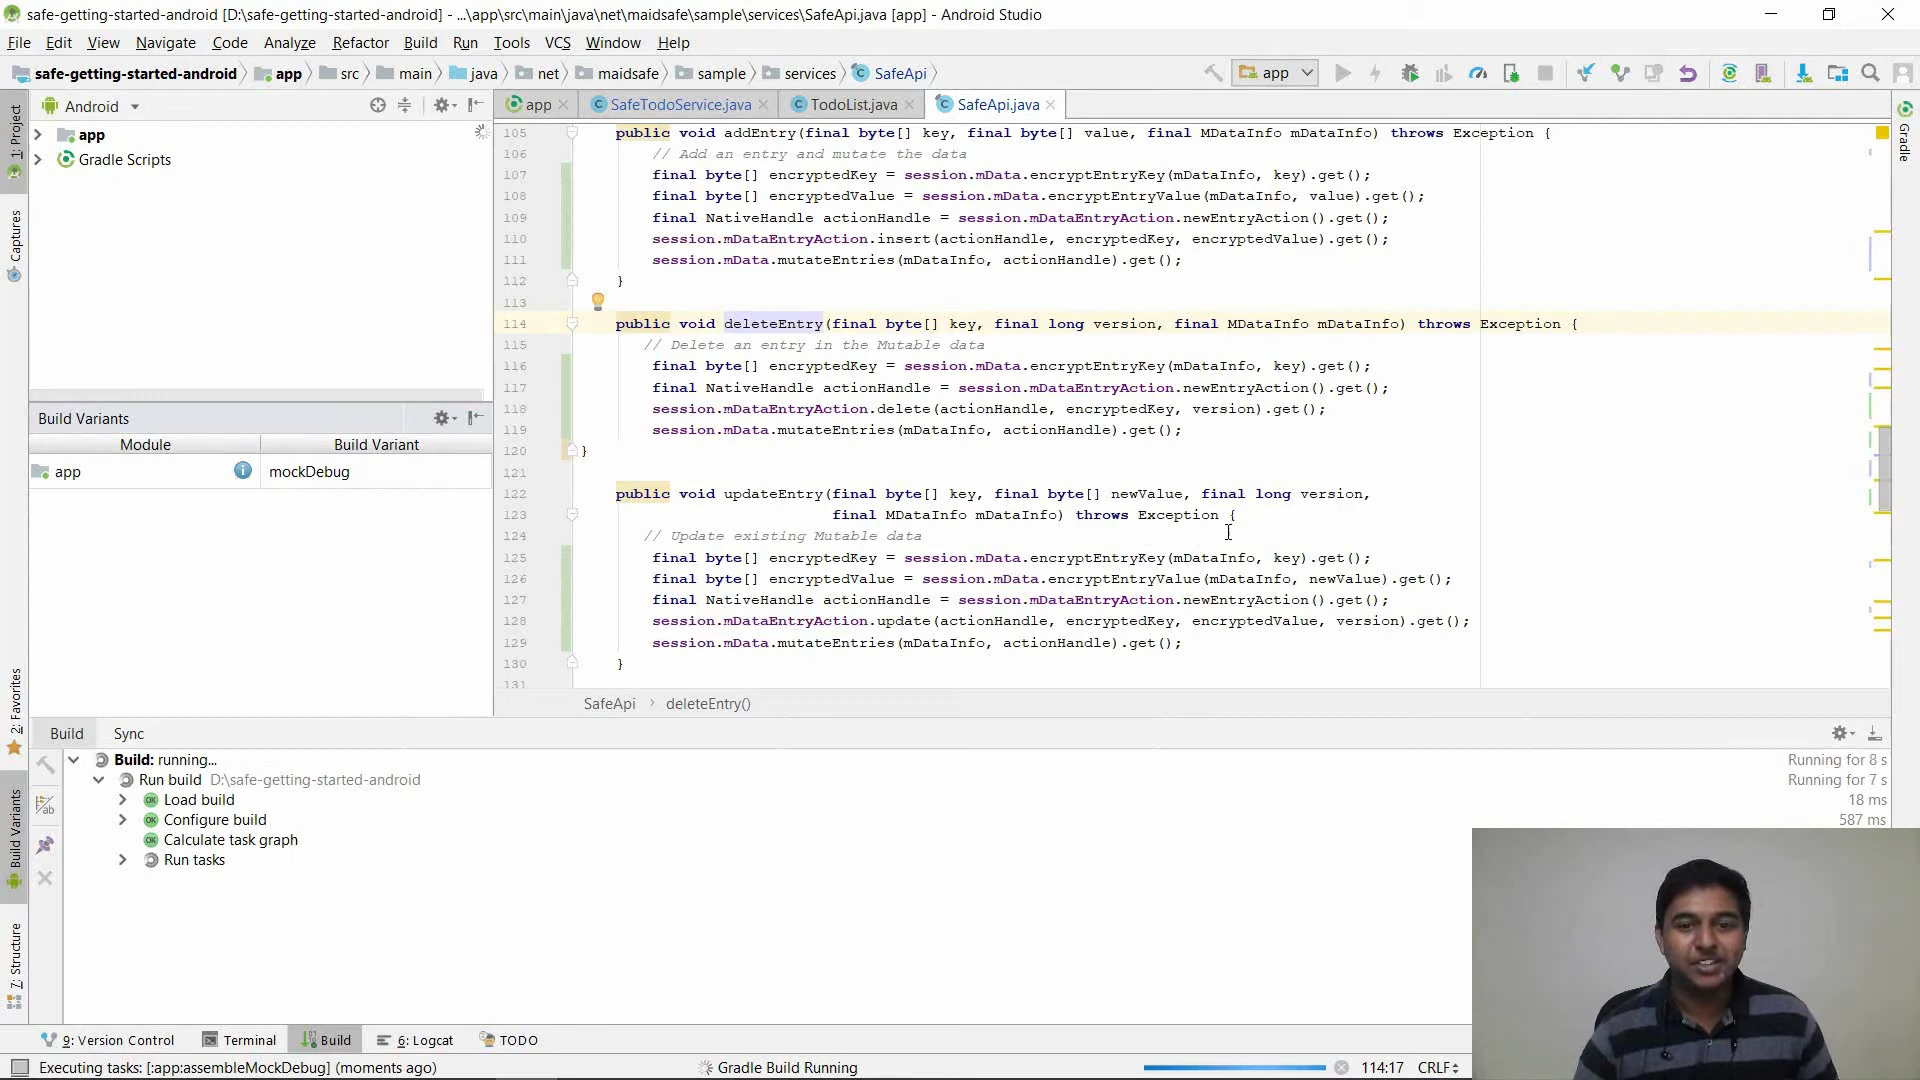 safe-getting-started-android [D:\safe-getting-started-android] - ...\app\src\main\java\net\maidsafe\sample\services\SafeApi.java [app] - Android Studio
File Edit View Navigate Code Analyze Refactor Build Run Tools VCS Window Help
safe-getting-started-android app src main java net maidsafe sample services SafeApi app
Android
app SafeTodoService.java TodoList.java SafeApi.java
1: Project
Captures
2: Favorites
Build Variants
7: Structure
Gradle
app
Gradle Scripts
Build Variants
Module Build Variant
app mockDebug
105 public void addEntry(final byte[] key, final byte[] value, final MDataInfo mDataInfo) throws Exception {
106 // Add an entry and mutate the data
107 final byte[] encryptedKey = session.mData.encryptEntryKey(mDataInfo, key).get();
108 final byte[] encryptedValue = session.mData.encryptEntryValue(mDataInfo, value).get();
109 final NativeHandle actionHandle = session.mDataEntryAction.newEntryAction().get();
110 session.mDataEntryAction.insert(actionHandle, encryptedKey, encryptedValue).get();
111 session.mData.mutateEntries(mDataInfo, actionHandle).get();
112 }
113
114 public void deleteEntry(final byte[] key, final long version, final MDataInfo mDataInfo) throws Exception {
115 // Delete an entry in the Mutable data
116 final byte[] encryptedKey = session.mData.encryptEntryKey(mDataInfo, key).get();
117 final NativeHandle actionHandle = session.mDataEntryAction.newEntryAction().get();
118 session.mDataEntryAction.delete(actionHandle, encryptedKey, version).get();
119 session.mData.mutateEntries(mDataInfo, actionHandle).get();
120 }
121
122 public void updateEntry(final byte[] key, final byte[] newValue, final long version,
123 final MDataInfo mDataInfo) throws Exception {
124 // Update existing Mutable data
125 final byte[] encryptedKey = session.mData.encryptEntryKey(mDataInfo, key).get();
126 final byte[] encryptedValue = session.mData.encryptEntryValue(mDataInfo, newValue).get();
127 final NativeHandle actionHandle = session.mDataEntryAction.newEntryAction().get();
128 session.mDataEntryAction.update(actionHandle, encryptedKey, encryptedValue, version).get();
129 session.mData.mutateEntries(mDataInfo, actionHandle).get();
130 }
131
SafeApi deleteEntry()
Build Sync
Build: running... Running for 8 s
Run build D:\safe-getting-started-android Running for 7 s
Load build 18 ms
Configure build 587 ms
Calculate task graph
Run tasks
9: Version Control Terminal Build 6: Logcat TODO
Executing tasks: [:app:assembleMockDebug] (moments ago) Gradle Build Running 114:17 CRLF